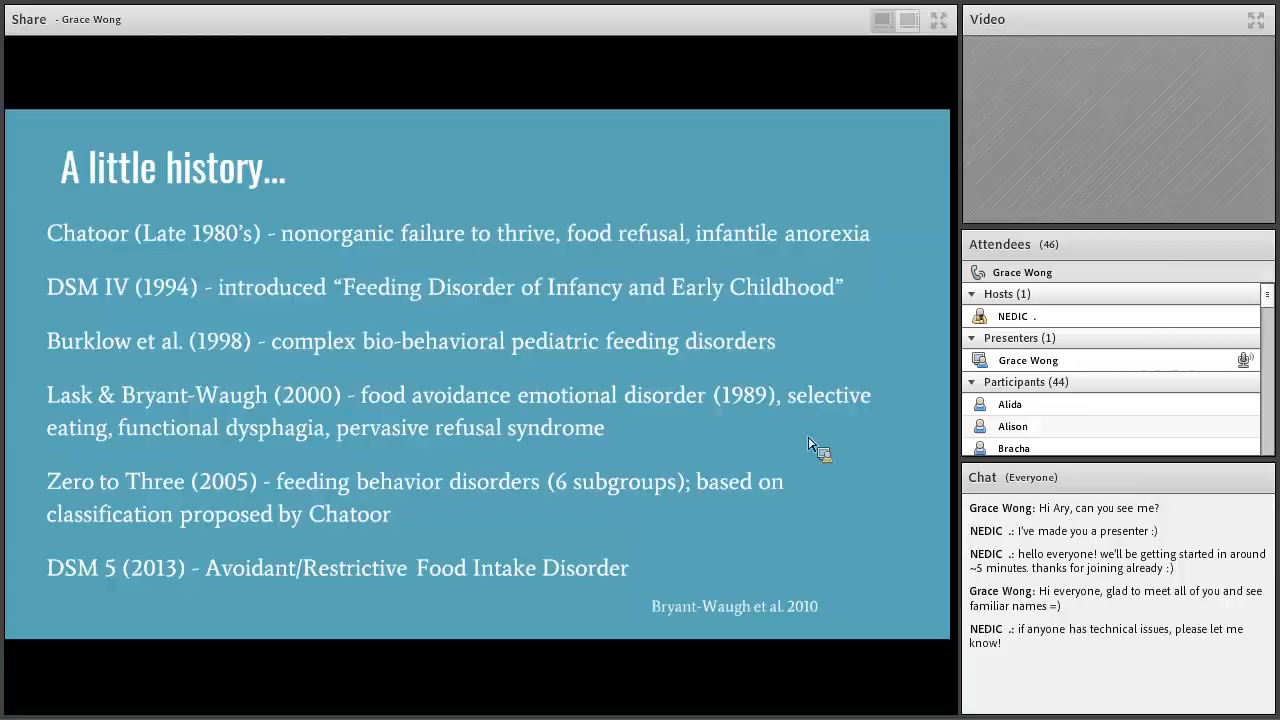 Share - Grace Wong
A little history...
Chatoor (Late 1980's) - nonorganic failure to thrive, food refusal, infantile anorexia
DSM IV (1994) - introduced “Feeding Disorder of Infancy and Early Childhood”
Burklow et al. (1998) - complex bio-behavioral pediatric feeding disorders
Lask & Bryant-Waugh (2000) - food avoidance emotional disorder (1989), selective
eating, functional dysphagia, pervasive refusal syndrome
Zero to Three (2005) - feeding behavior disorders (6 subgroups); based on
classification proposed by Chatoor
DSM 5 (2013) - Avoidant/Restrictive Food Intake Disorder
Bryant-Waugh et al. 2010
Video
Attendees (46)
Grace Wong
Hosts (1)
NEDIC .
Presenters (1)
Grace Wong
Participants (44)
Alida
Alison
Bracha
Chat (Everyone)
Grace Wong: Hi Ary, can you see me?
NEDIC .: I've made you a presenter :)
NEDIC .: hello everyone! we'll be getting started in around
~5 minutes. thanks for joining already :)
Grace Wong: Hi everyone, glad to meet all of you and see
familiar names =)
NEDIC .: if anyone has technical issues, please let me
know!